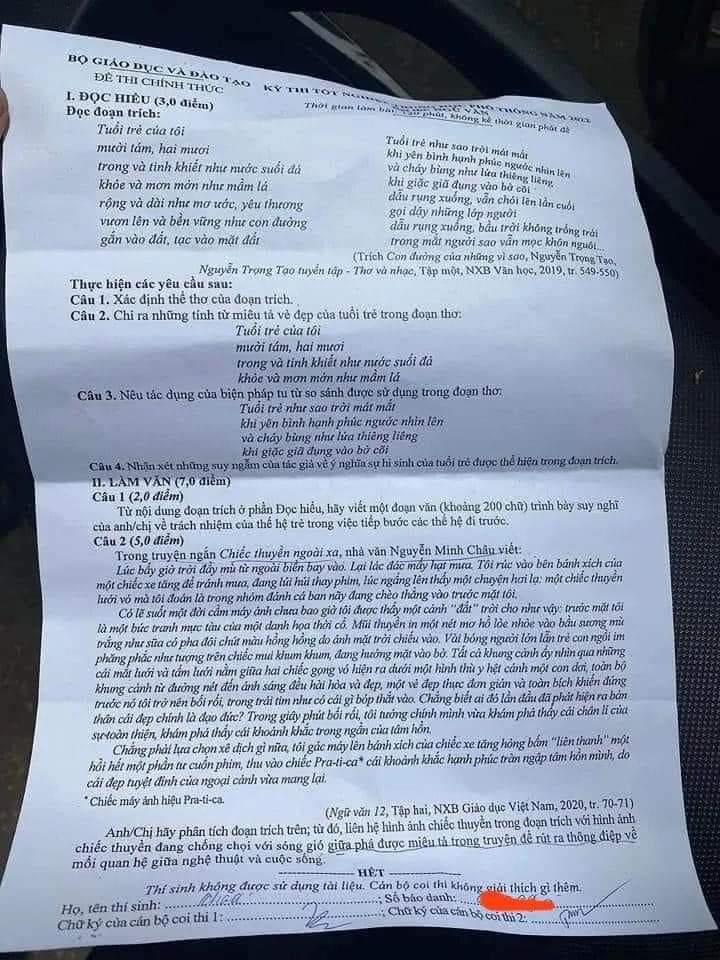 BỘ GIÁO DỤC VÀ ĐÀO TẠO
ĐỀ THI CHÍNH THỨC
KỲ THI TỐT NGHIỆP PHỔ THÔNG NĂM 2022
NGỮ VĂN
Thời gian làm bài: phút, không kể thời gian phát đề
I. ĐỌC HIỂU (3,0 điểm)
Đọc đoạn trích:
Tuổi trẻ của tôi
mười tám, hai mươi
trong và tinh khiết như nước suối đá
khỏe và mơn mởn như mầm lá
rộng và dài như mơ ước, yêu thương
vươn lên và bền vững như con đường
gắn vào đất, tạc vào mặt đất
Tuổi trẻ như sao trời mát mắt
khi yên bình hạnh phúc ngước nhìn lên
và cháy bùng như lửa thiêng liêng
khi giặc giã đụng vào bờ cõi
dẫu rụng xuống, vẫn chói lên lần cuối
gọi dậy những lớp người
dẫu rụng xuống, bầu trời không trống trải
trong mắt người sao vẫn mọc khôn nguôi...
(Trích Con đường của những vì sao, Nguyễn Trọng Tạo,
Nguyễn Trọng Tạo tuyển tập - Thơ và nhạc, Tập một, NXB Văn học, 2019, tr. 549-550)
Thực hiện các yêu cầu sau:
Câu 1. Xác định thể thơ của đoạn trích.
Câu 2. Chỉ ra những tính từ miêu tả vẻ đẹp của tuổi trẻ trong đoạn thơ:
Tuổi trẻ của tôi
mười tám, hai mươi
trong và tinh khiết như nước suối đá
khỏe và mơn mởn như mầm lá
Câu 3. Nêu tác dụng của biện pháp tu từ so sánh được sử dụng trong đoạn thơ:
Tuổi trẻ như sao trời mát mắt
khi yên bình hạnh phúc ngước nhìn lên
và cháy bùng như lửa thiêng liêng
khi giặc giã đụng vào bờ cõi
Câu 4. Nhận xét những suy ngẫm của tác giả về ý nghĩa sự hi sinh của tuổi trẻ được thể hiện trong đoạn trích.
II. LÀM VĂN (7,0 điểm)
Câu 1 (2,0 điểm)
Từ nội dung đoạn trích ở phần Đọc hiểu, hãy viết một đoạn văn (khoảng 200 chữ) trình bày suy nghĩ
của anh/chị về trách nhiệm của thế hệ trẻ trong việc tiếp bước các thế hệ đi trước.
Câu 2 (5,0 điểm)
Trong truyện ngắn Chiếc thuyền ngoài xa, nhà văn Nguyễn Minh Châu viết:
Lúc bấy giờ trời đầy mù từ ngoài biển bay vào. Lại lác đác mấy hạt mưa. Tôi rúc vào bên bánh xích của
một chiếc xe tăng để tránh mưa, đang lúi húi thay phim, lúc ngẩng lên thấy một chuyện hơi lạ: một chiếc thuyền
lưới vó mà tôi đoán là trong nhóm đánh cá ban nãy đang chèo thẳng vào trước mặt tôi.
Có lẽ suốt một đời cầm máy ảnh chưa bao giờ tôi được thấy một cảnh "đắt" trời cho như vậy: trước mặt tôi
là một bức tranh mực tàu của một danh họa thời cổ. Mũi thuyền in một nét mơ hồ lòe nhòe vào bầu sương mù
trắng như sữa có pha đôi chút màu hồng hồng do ánh mặt trời chiếu vào. Vài bóng người lớn lẫn trẻ con ngồi im
phăng phắc như tượng trên chiếc mui khum khum, đang hướng mặt vào bờ. Tất cả khung cảnh ấy nhìn qua những
cái mắt lưới và tấm lưới nằm giữa hai chiếc gọng vó hiện ra dưới một hình thù y hệt cánh một con dơi, toàn bộ
khung cảnh từ đường nét đến ánh sáng đều hài hòa và đẹp, một vẻ đẹp thực đơn giản và toàn bích khiến đứng
trước nó tôi trở nên bối rối, trong trái tim như có cái gì bóp thắt vào. Chẳng biết ai đó lần đầu đã phát hiện ra bản
thân cái đẹp chính là đạo đức? Trong giây phút bối rối, tôi tưởng chính mình vừa khám phá thấy cái chân lí của
sự toàn thiện, khám phá thấy cái khoảnh khắc trong ngần của tâm hồn.
Chẳng phải lựa chọn xê dịch gì nữa, tôi gác máy lên bánh xích của chiếc xe tăng hỏng bấm "liên thanh" một
hồi hết một phần tư cuốn phim, thu vào chiếc Pra-ti-ca* cái khoảnh khắc hạnh phúc tràn ngập tâm hồn mình, do
cái đẹp tuyệt đỉnh của ngoại cảnh vừa mang lại.
* Chiếc máy ảnh hiệu Pra-ti-ca.
(Ngữ văn 12, Tập hai, NXB Giáo dục Việt Nam, 2020, tr. 70-71)
Anh/Chị hãy phân tích đoạn trích trên; từ đó, liên hệ hình ảnh chiếc thuyền trong đoạn trích với hình ảnh
chiếc thuyền đang chống chọi với sóng gió giữa phá được miêu tả trong truyện để rút ra thông điệp về
mối quan hệ giữa nghệ thuật và cuộc sống.
HẾT
Thí sinh không được sử dụng tài liệu. Cán bộ coi thi không giải thích gì thêm.
Họ, tên thí sinh: ; Số báo danh:
Chữ ký của cán bộ coi thi 1: ; Chữ ký của cán bộ coi thi 2: